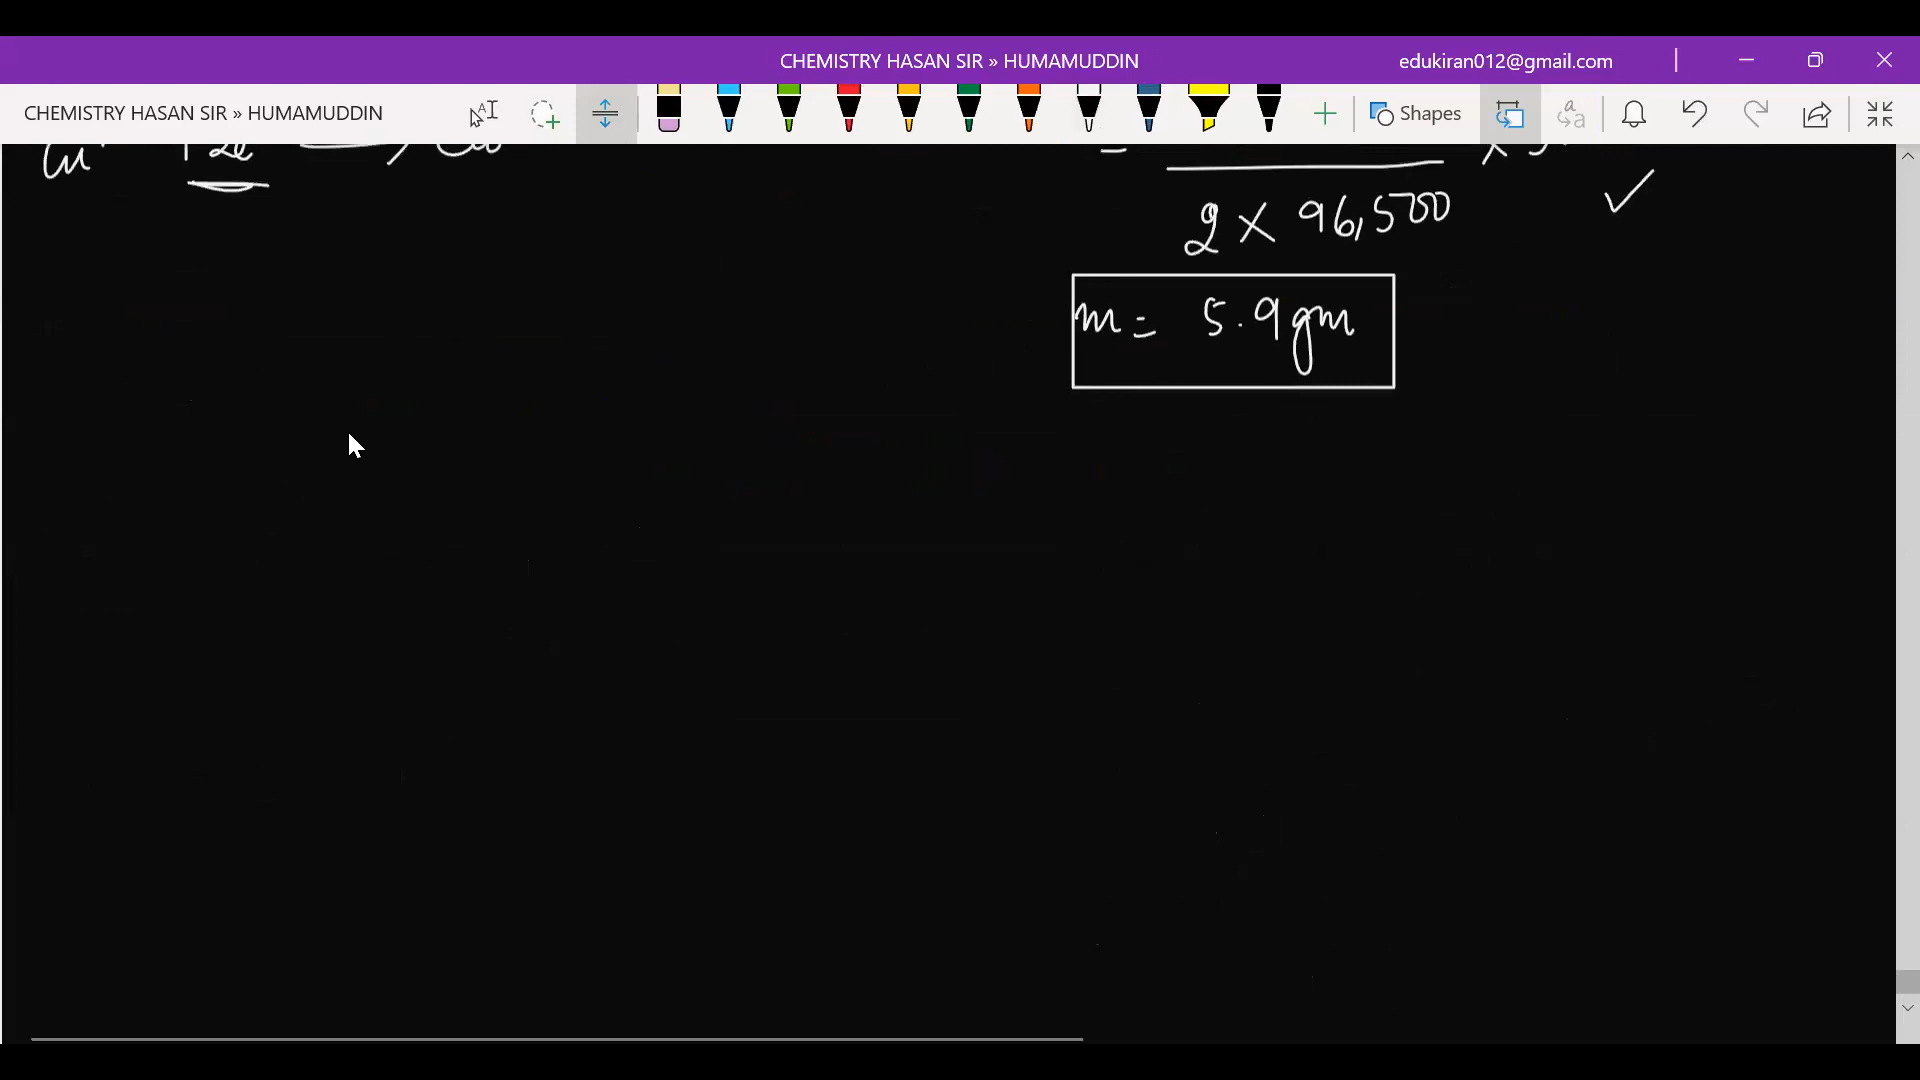 CHEMISTRY HASAN SIR » HUMAMUDDIN
edukiran012@gmail.com
CHEMISTRY HASAN SIR » HUMAMUDDIN
Shapes
2 × 96,500
m = 5.9 gm